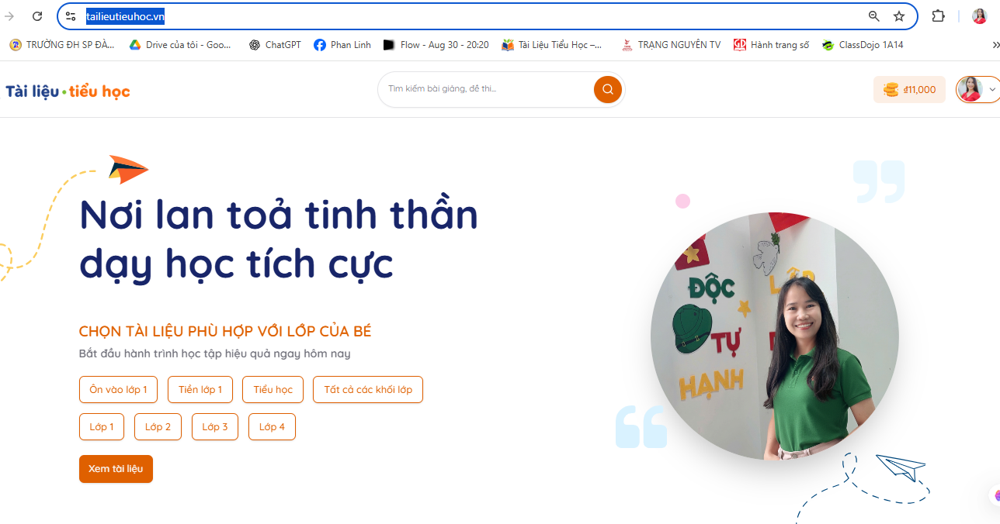 tailieutieuhoc.vn
TRƯỜNG ĐH SP ĐÀ...
Drive của tôi - Goo...
ChatGPT
Phan Linh
Flow - Aug 30 - 20:20
Tài Liệu Tiểu Học –...
TRẠNG NGUYÊN TV
Hành trang số
ClassDojo 1A14
»
Tài liệu•tiểu học
Tìm kiếm bài giảng, đề thi...
₫11,000
Nơi lan toả tinh thần
dạy học tích cực
CHỌN TÀI LIỆU PHÙ HỢP VỚI LỚP CỦA BÉ
Bắt đầu hành trình học tập hiệu quả ngay hôm nay
Ôn vào lớp 1
Tiền lớp 1
Tiểu học
Tất cả các khối lớp
Lớp 1
Lớp 2
Lớp 3
Lớp 4
Xem tài liệu
ĐỘC LẬP
TỰ
HẠNH